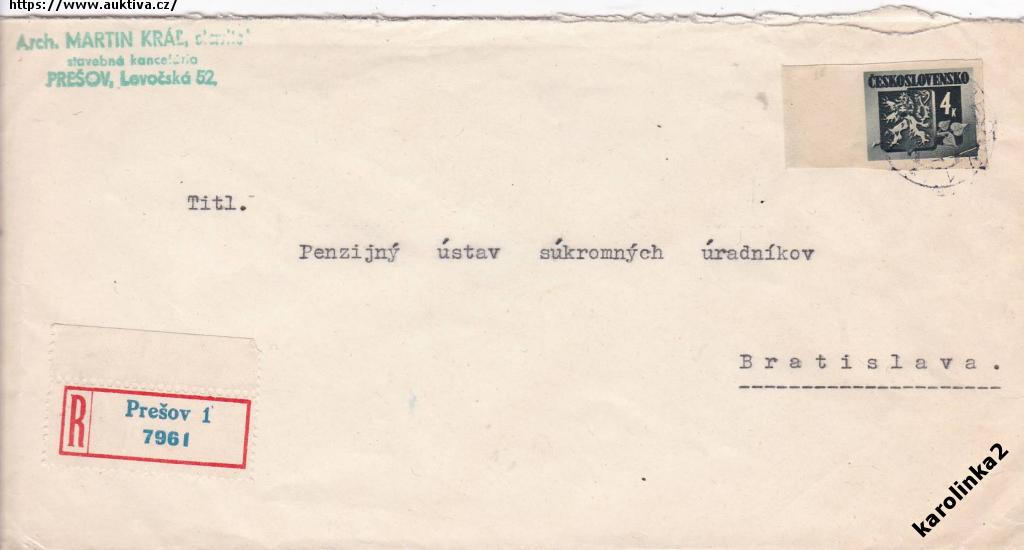 https://www.auktiva.cz/
Arch. MARTIN KRÁĽ,
stavebná kancelária
PREŠOV, Levočská 52.
ČESKOSLOVENSKO
4K
Titl.
Penzijný ústav súkromných úradníkov
Bratislava.
R
Prešov 1
7961
karolinka2